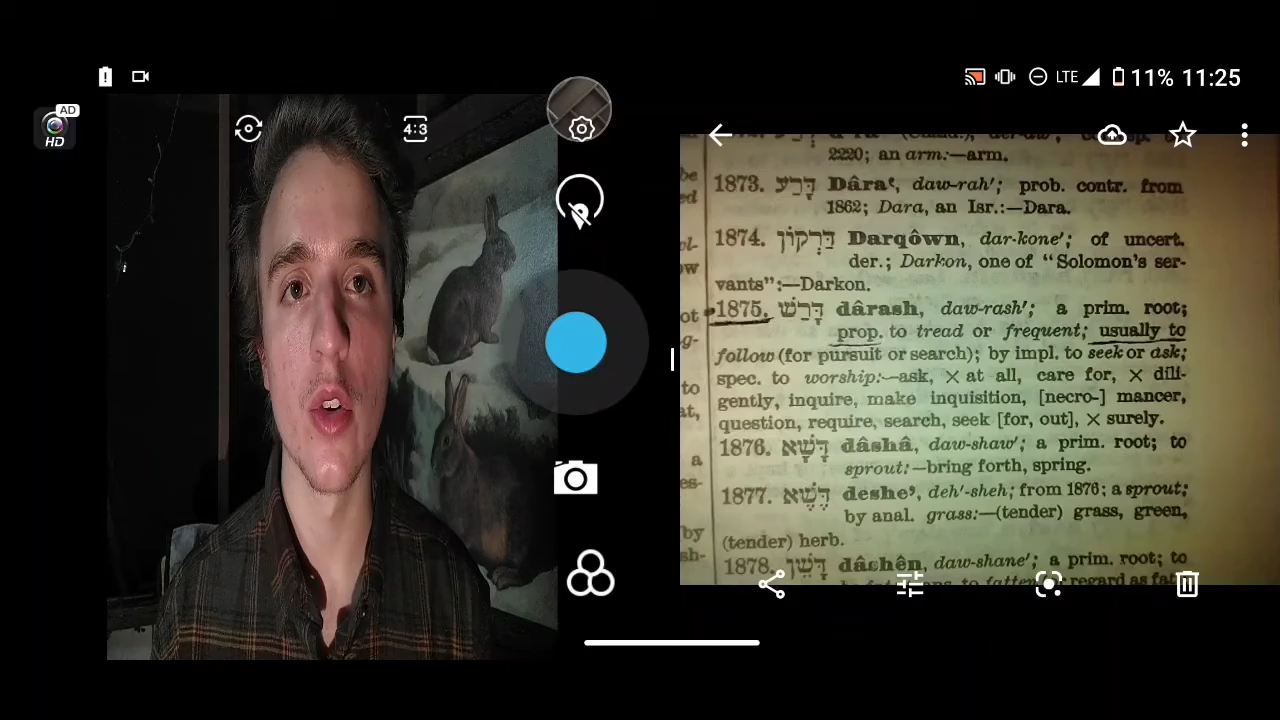 LTE 11% 11:25
AD
HD
4:3
2220; an arm:—arm.
1873. דָּרַע Dâraʻ, daw-rah'; prob. contr. from
1862; Dara, an Isr.:—Dara.
1874. דַּרְקוֹן Darqôwn, dar-kone'; of uncert.
der.; Darkon, one of "Solomon's ser-
vants":—Darkon.
1875. דָּרַשׁ dârash, daw-rash'; a prim. root;
prop. to tread or frequent; usually to
follow (for pursuit or search); by impl. to seek or ask;
spec. to worship:—ask, × at all, care for, × dili-
gently, inquire, make inquisition, [necro-] mancer,
question, require, search, seek [for, out], × surely.
1876. דָּשָׁא dâshâ, daw-shaw'; a prim. root; to
sprout:—bring forth, spring.
1877. דֶּשֶׁא desheʼ, deh'-sheh; from 1876; a sprout;
by anal. grass:—(tender) grass, green,
(tender) herb.
1878. דָּשֵׁן dâshên, daw-shane'; a prim. root; to
to fatten regard as fat